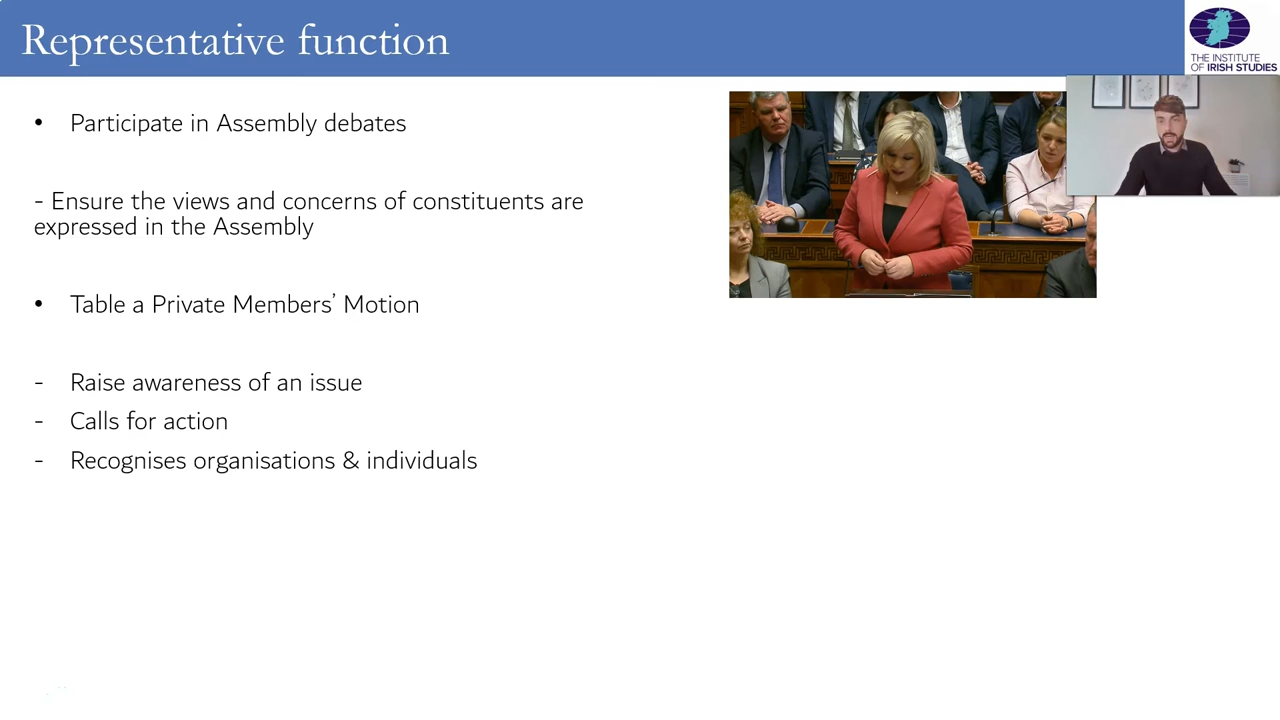 Representative function
THE INSTITUTE
OF IRISH STUDIES
• Participate in Assembly debates
- Ensure the views and concerns of constituents are
expressed in the Assembly
• Table a Private Members’ Motion
- Raise awareness of an issue
- Calls for action
- Recognises organisations & individuals